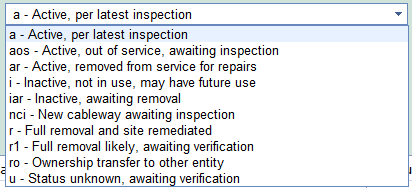 a - Active, per latest inspection
a - Active, per latest inspection
aos - Active, out of service, awaiting inspection
ar - Active, removed from service for repairs
i - Inactive, not in use, may have future use
iar - Inactive, awaiting removal
nci - New cableway awaiting inspection
r - Full removal and site remediated
r1 - Full removal likely, awaiting verification
ro - Ownership transfer to other entity
u - Status unknown, awaiting verification